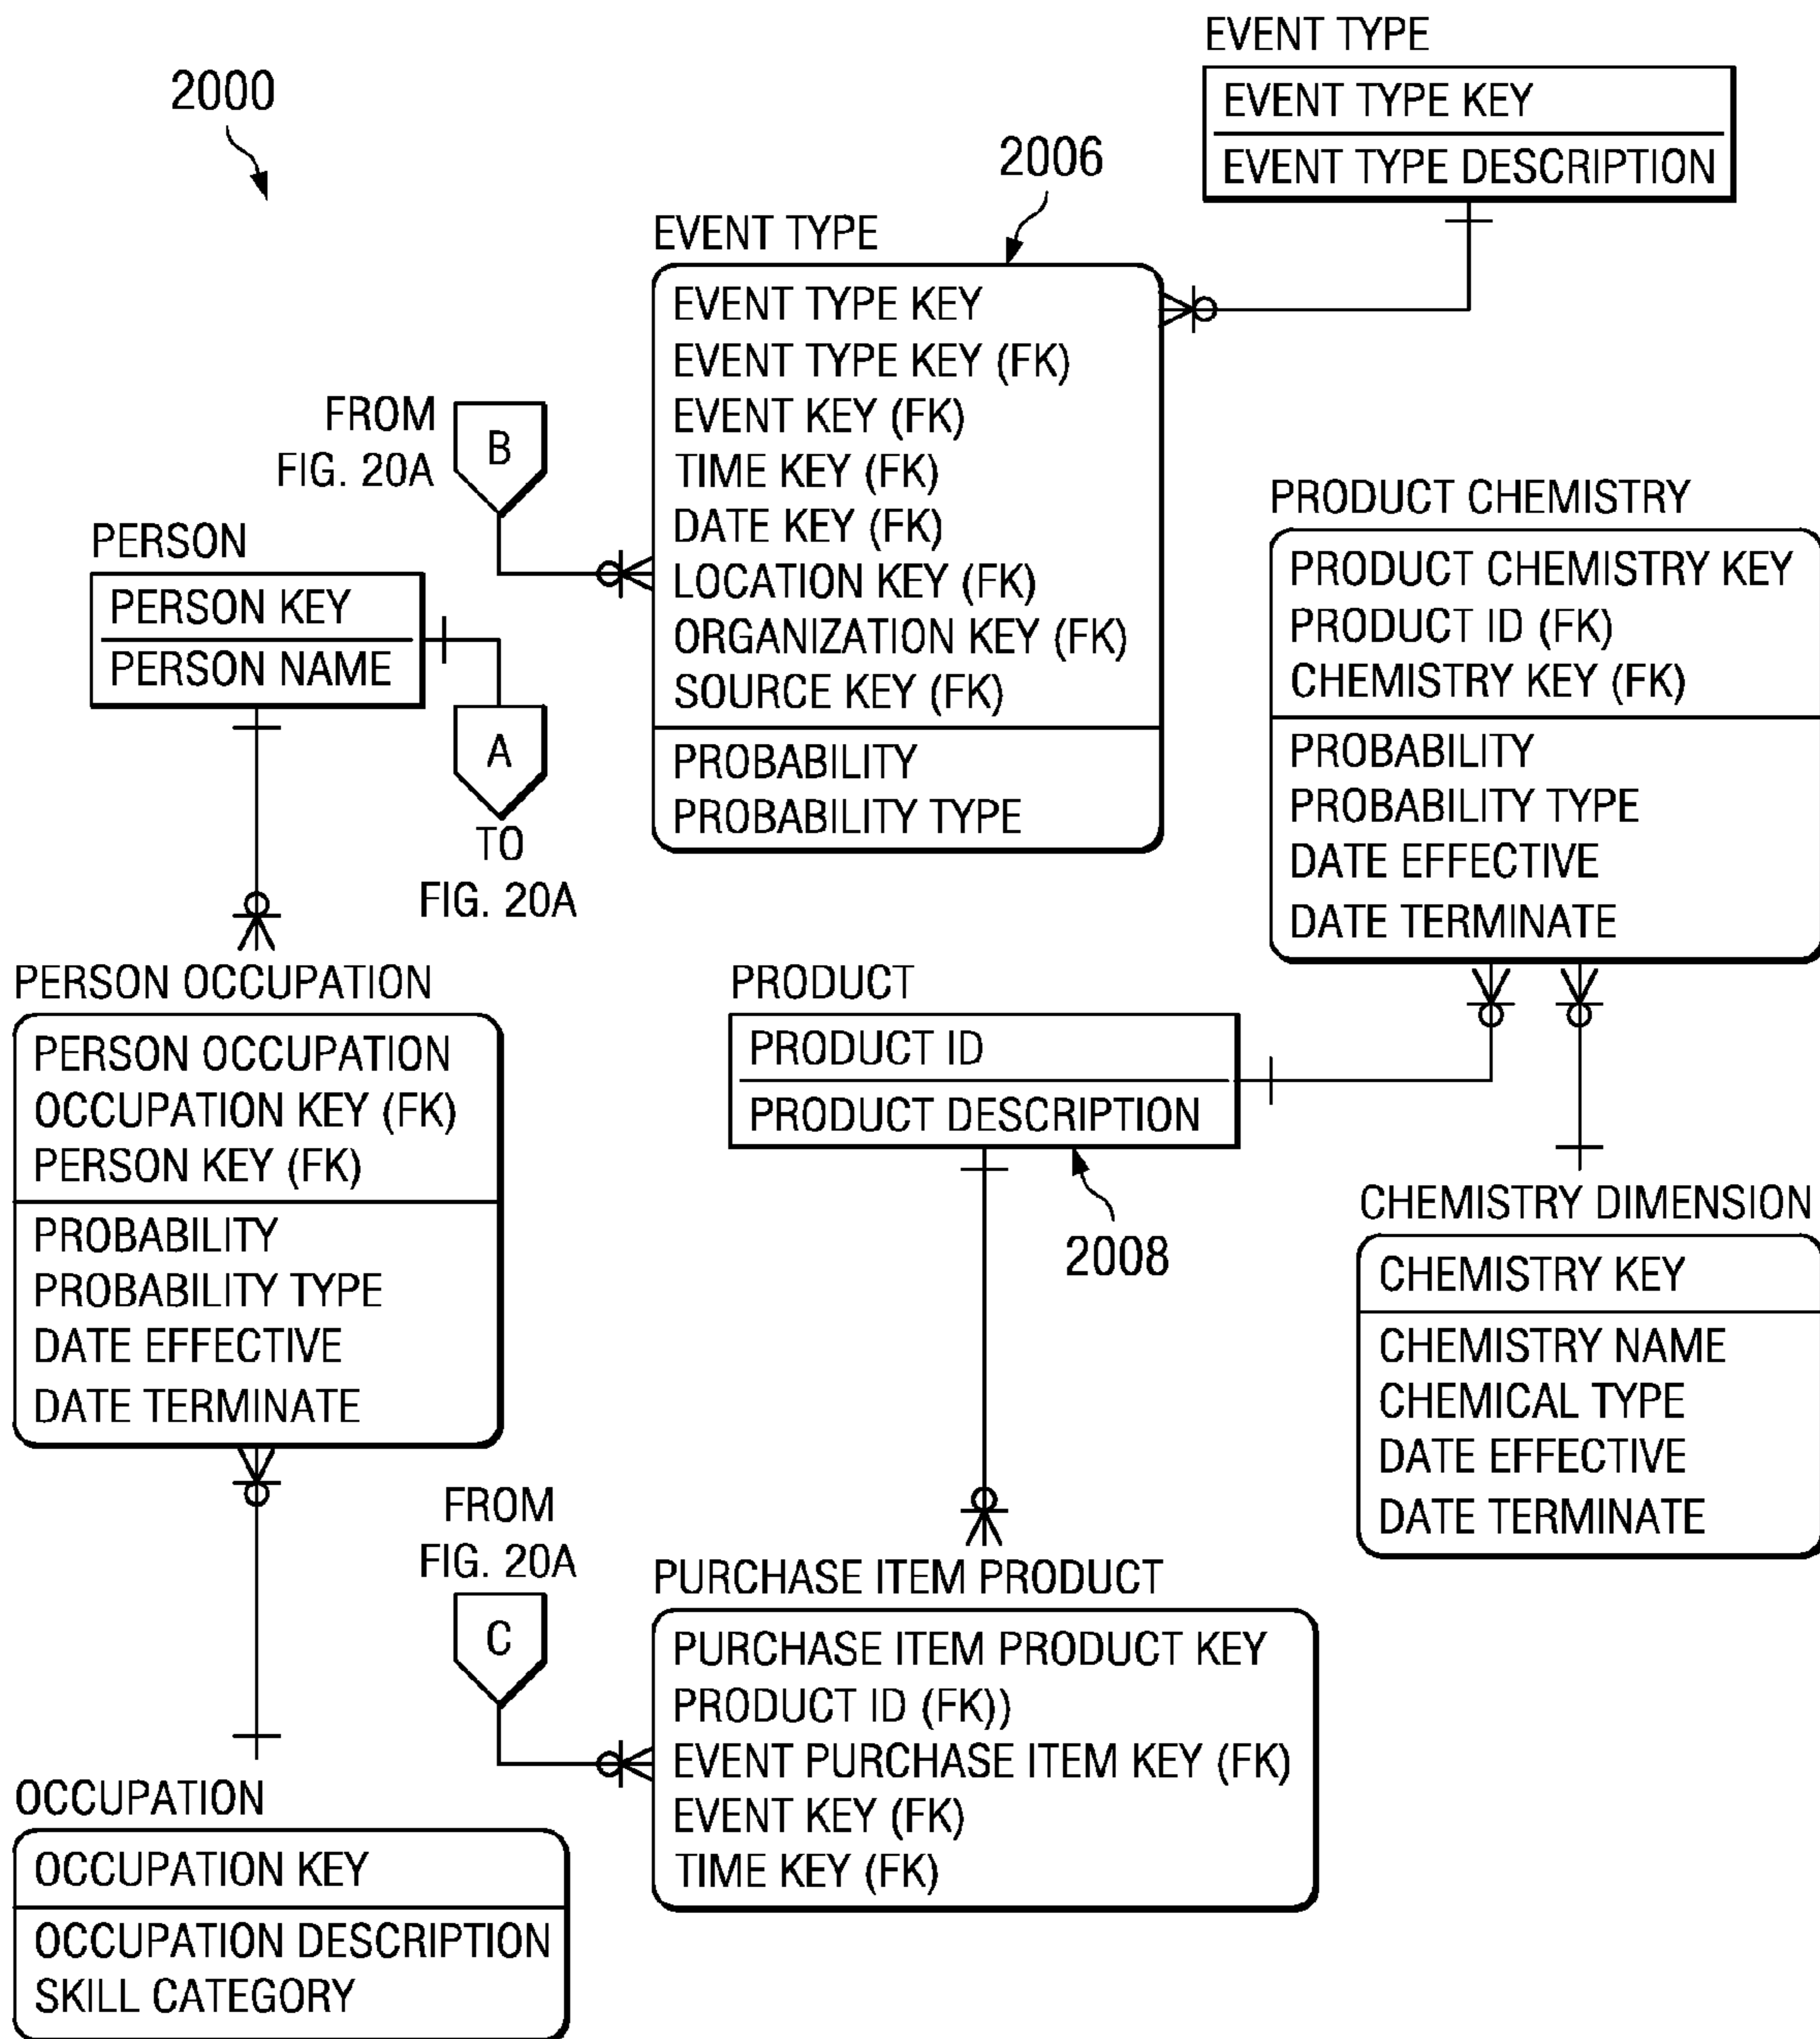 2000
EVENT TYPE
EVENT TYPE KEY
EVENT TYPE DESCRIPTION
2006
EVENT TYPE
EVENT TYPE KEY
EVENT TYPE KEY (FK)
EVENT KEY (FK)
TIME KEY (FK)
DATE KEY (FK)
LOCATION KEY (FK)
ORGANIZATION KEY (FK)
SOURCE KEY (FK)
PROBABILITY
PROBABILITY TYPE
FROM
FIG. 20A
B
PERSON
PERSON KEY
PERSON NAME
A
TO
FIG. 20A
PRODUCT CHEMISTRY
PRODUCT CHEMISTRY KEY
PRODUCT ID (FK)
CHEMISTRY KEY (FK)
PROBABILITY
PROBABILITY TYPE
DATE EFFECTIVE
DATE TERMINATE
PERSON OCCUPATION
PERSON OCCUPATION
OCCUPATION KEY (FK)
PERSON KEY (FK)
PROBABILITY
PROBABILITY TYPE
DATE EFFECTIVE
DATE TERMINATE
PRODUCT
PRODUCT ID
PRODUCT DESCRIPTION
2008
CHEMISTRY DIMENSION
CHEMISTRY KEY
CHEMISTRY NAME
CHEMICAL TYPE
DATE EFFECTIVE
DATE TERMINATE
FROM
FIG. 20A
C
PURCHASE ITEM PRODUCT
PURCHASE ITEM PRODUCT KEY
PRODUCT ID (FK))
EVENT PURCHASE ITEM KEY (FK)
EVENT KEY (FK)
TIME KEY (FK)
OCCUPATION
OCCUPATION KEY
OCCUPATION DESCRIPTION
SKILL CATEGORY